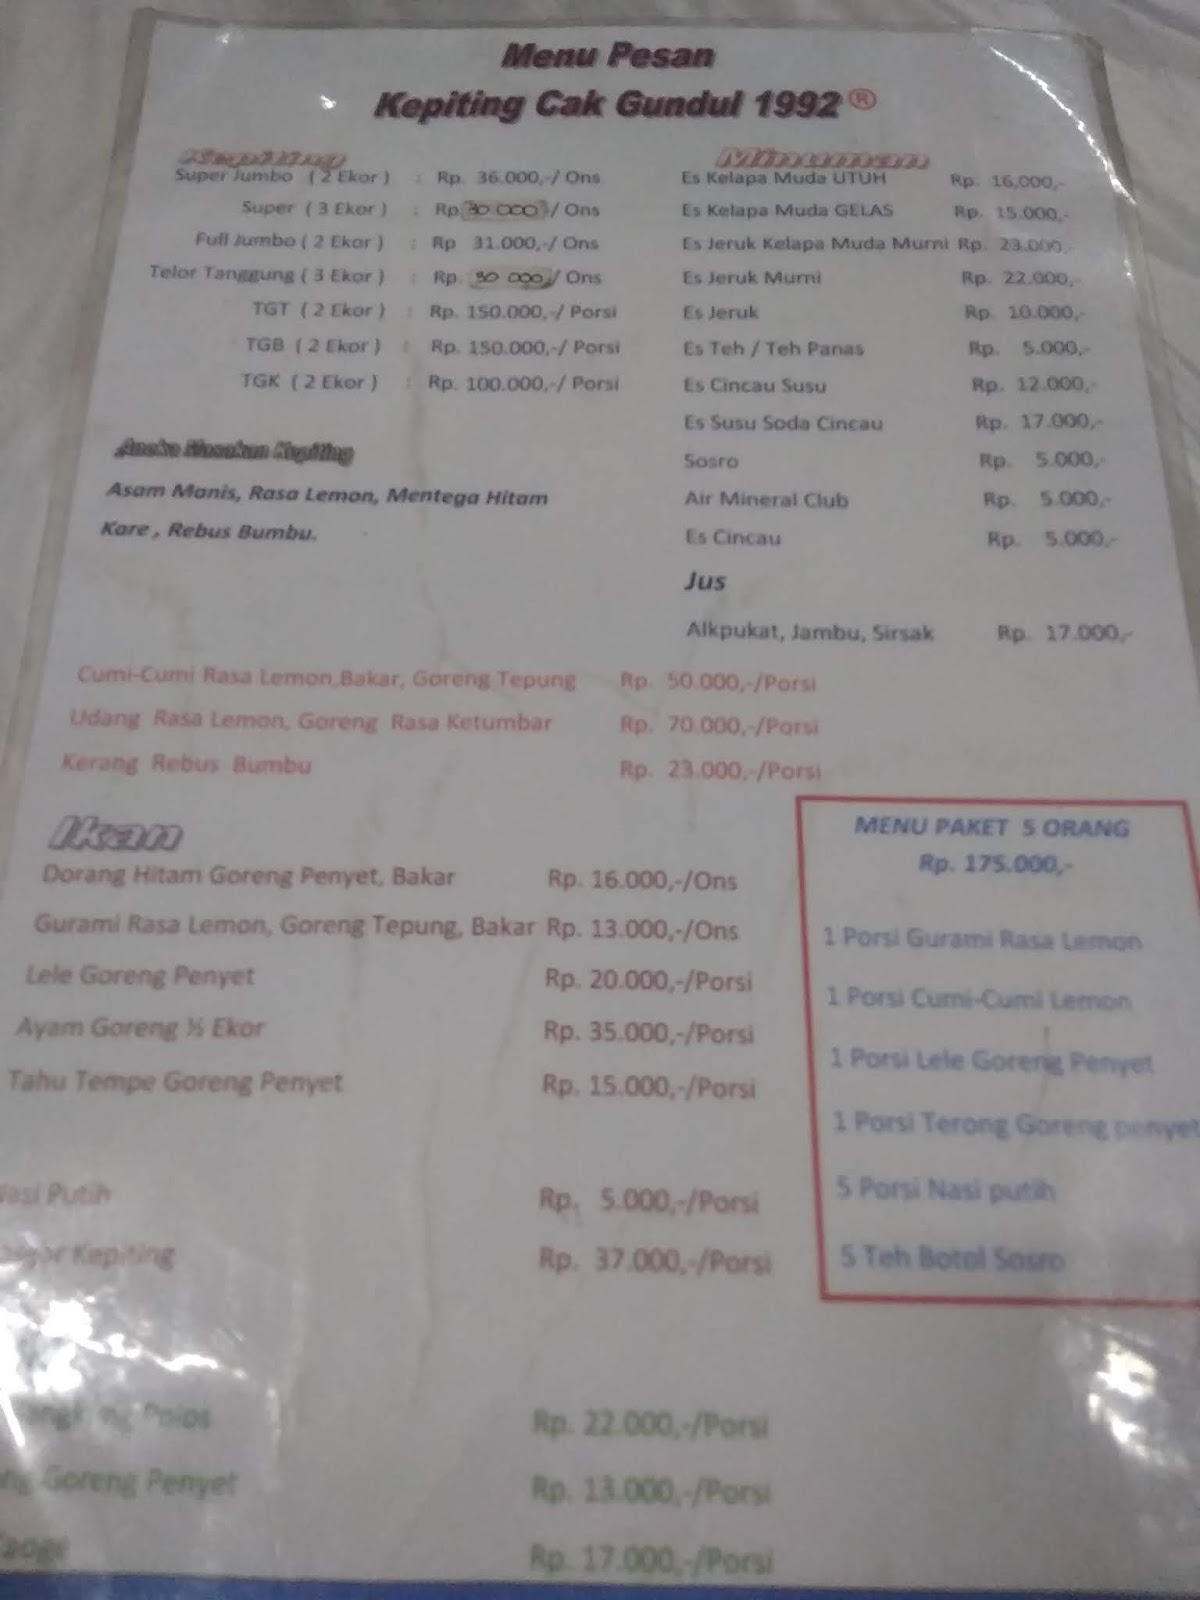 Menu Pesan
Kepiting Cak Gundul 1992 ®
Kepiting
Super Jumbo ( 2 Ekor ) : Rp. 36.000,-/ Ons
Super ( 3 Ekor ) : Rp 30 000 / Ons
Full Jumbo ( 2 Ekor ) : Rp 31.000,-/ Ons
Telor Tanggung ( 3 Ekor ) : Rp. 30 000,/ Ons
TGT ( 2 Ekor ) : Rp. 150.000,-/ Porsi
TGB ( 2 Ekor ) : Rp. 150.000,-/ Porsi
TGK ( 2 Ekor ) : Rp. 100.000,-/ Porsi
Aneka Masakan Kepiting
Asam Manis, Rasa Lemon, Mentega Hitam
Kare , Rebus Bumbu.
Minuman
Es Kelapa Muda UTUH Rp. 16,000,-
Es Kelapa Muda GELAS Rp. 15.000,-
Es Jeruk Kelapa Muda Murni Rp. 23.000,-
Es Jeruk Murni Rp. 22.000,-
Es Jeruk Rp. 10.000,-
Es Teh / Teh Panas Rp. 5.000,-
Es Cincau Susu Rp. 12.000,-
Es Susu Soda Cincau Rp. 17.000,-
Sosro Rp. 5.000,-
Air Mineral Club Rp. 5.000,-
Es Cincau Rp. 5.000,-
Jus
Alkpukat, Jambu, Sirsak Rp. 17.000,-
Cumi-Cumi Rasa Lemon,Bakar, Goreng Tepung Rp. 50.000,-/Porsi
Udang Rasa Lemon, Goreng Rasa Ketumbar Rp. 70.000,-/Porsi
Kerang Rebus Bumbu Rp. 23.000,-/Porsi
Ikan
Dorang Hitam Goreng Penyet, Bakar Rp. 16.000,-/Ons
Gurami Rasa Lemon, Goreng Tepung, Bakar Rp. 13.000,-/Ons
Lele Goreng Penyet Rp. 20.000,-/Porsi
Ayam Goreng ½ Ekor Rp. 35.000,-/Porsi
Tahu Tempe Goreng Penyet Rp. 15.000,-/Porsi
Nasi Putih Rp. 5.000,-/Porsi
Kepiting Rp. 37.000,-/Porsi
Polos Rp. 22.000,-/Porsi
Goreng Penyet Rp. 13.000,-/Porsi
Rp. 17.000,-/Porsi
MENU PAKET 5 ORANG
Rp. 175.000,-
1 Porsi Gurami Rasa Lemon
1 Porsi Cumi-Cumi Lemon
1 Porsi Lele Goreng Penyet
1 Porsi Terong Goreng penyet
5 Porsi Nasi putih
5 Teh Botol Sosro